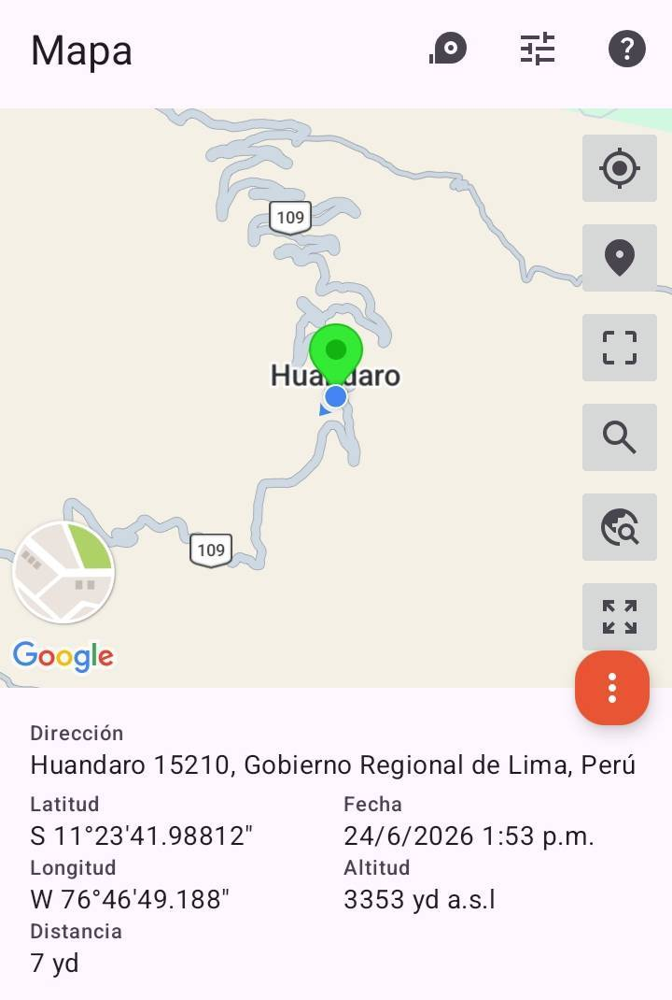 Mapa
109
Huandaro
109
Google
Dirección
Huandaro 15210, Gobierno Regional de Lima, Perú
Latitud
S 11°23'41.98812"
Fecha
24/6/2026 1:53 p.m.
Longitud
W 76°46'49.188"
Altitud
3353 yd a.s.l
Distancia
7 yd